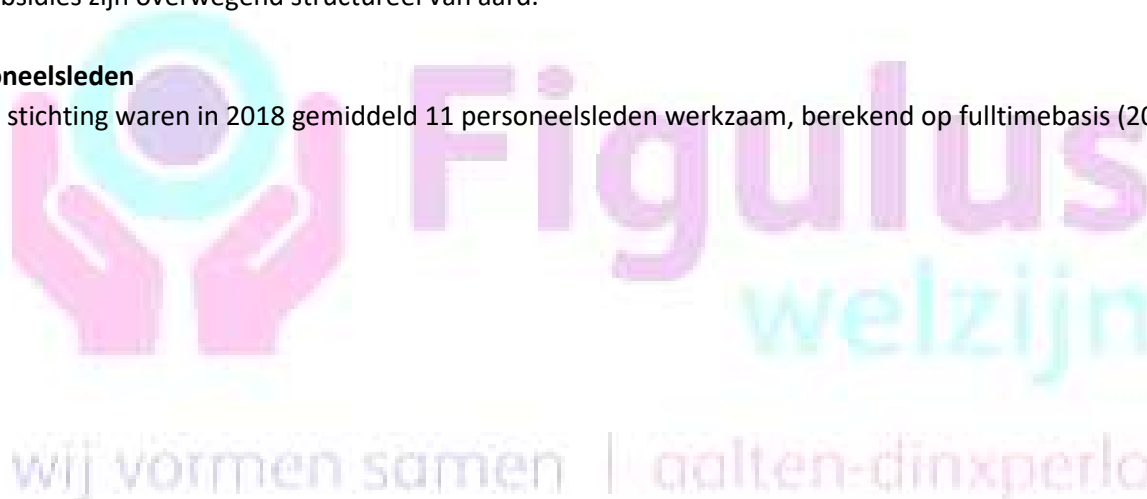 bsidies zijn overwegend structureel van aard.
oneelsleden
stichting waren in 2018 gemiddeld 11 personeelsleden werkzaam, berekend op fulltimebasis (20
Figulus
welzijn
wij vormen samen | aalten-dinxperlo